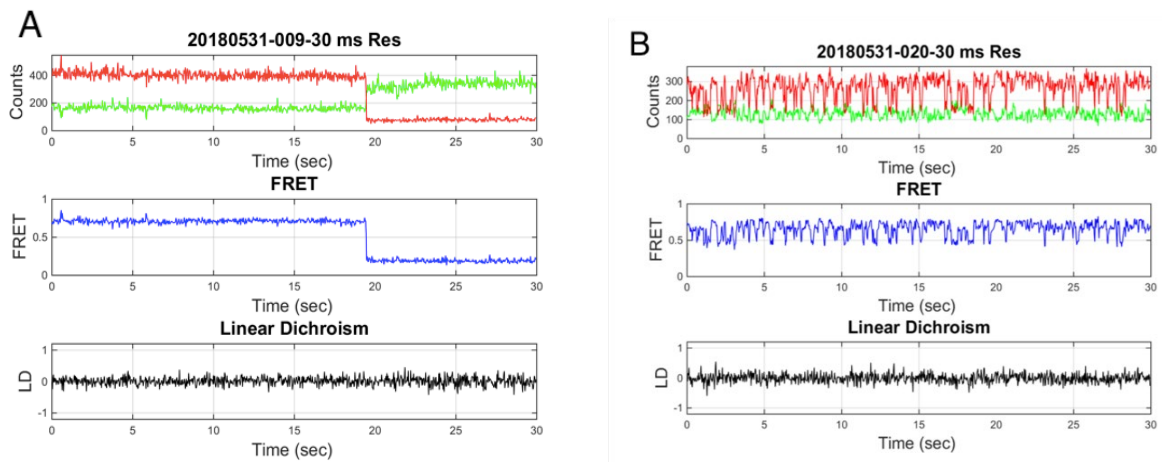 A
20180531-009-30 ms Res
Counts
400
200
0
0 5 10 15 20 25 30
Time (sec)
FRET
FRET
1
0.5
0
0 5 10 15 20 25 30
Time (sec)
Linear Dichroism
LD
1
0
-1
0 5 10 15 20 25 30
Time (sec)
B
20180531-020-30 ms Res
Counts
300
200
100
0
0 5 10 15 20 25 30
Time (sec)
FRET
FRET
1
0.5
0
0 5 10 15 20 25 30
Time (sec)
Linear Dichroism
LD
1
0
-1
0 5 10 15 20 25 30
Time (sec)